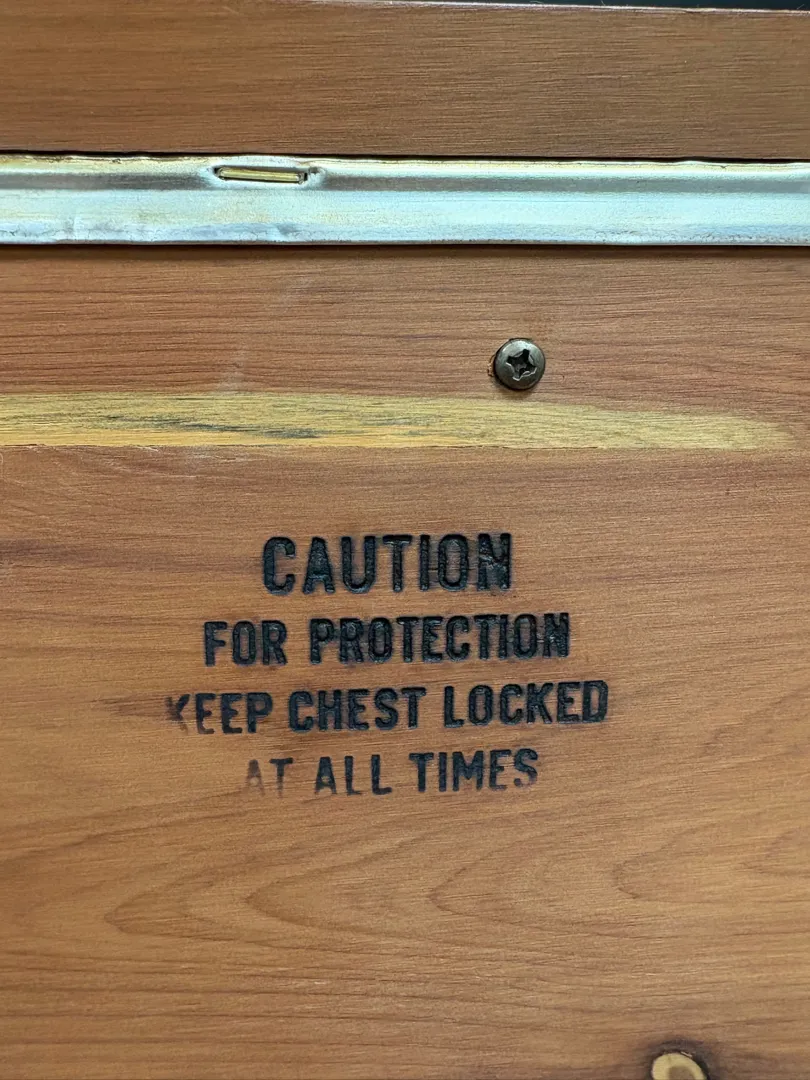 CAUTION
FOR PROTECTION
KEEP CHEST LOCKED
AT ALL TIMES